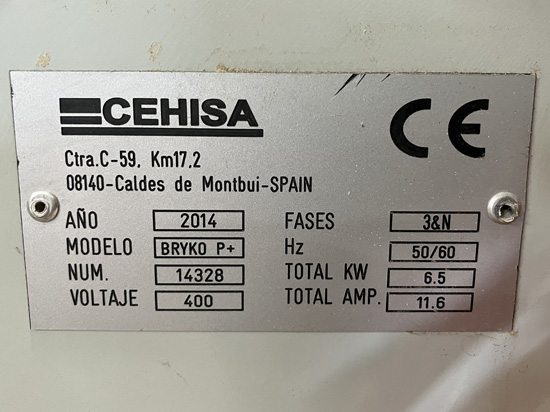 CEHISA
CE
Ctra.C-59, Km17,2
08140-Caldes de Montbui-SPAIN
AÑO 2014 FASES 3&N
MODELO BRYKO P+ Hz 50/60
NUM. 14328 TOTAL KW 6.5
VOLTAJE 400 TOTAL AMP. 11.6